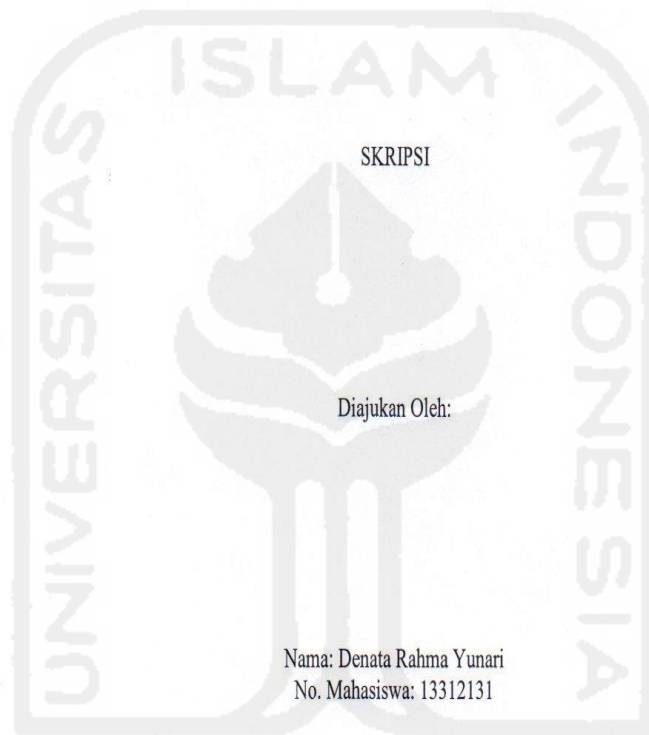 UNIVERSITAS
ISLAM
INDONESIA
SKRIPSI
Diajukan Oleh:
Nama: Denata Rahma Yunari
No. Mahasiswa: 13312131